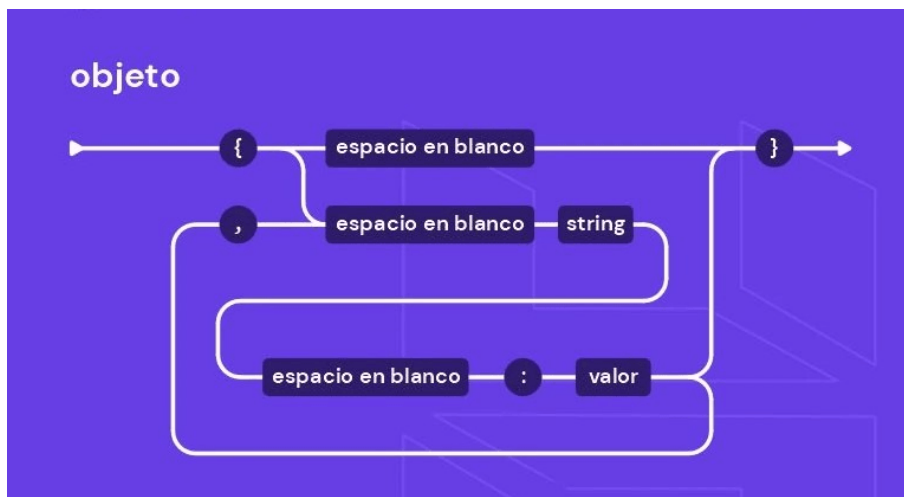 objeto
{ espacio en blanco }
, espacio en blanco string
espacio en blanco : valor